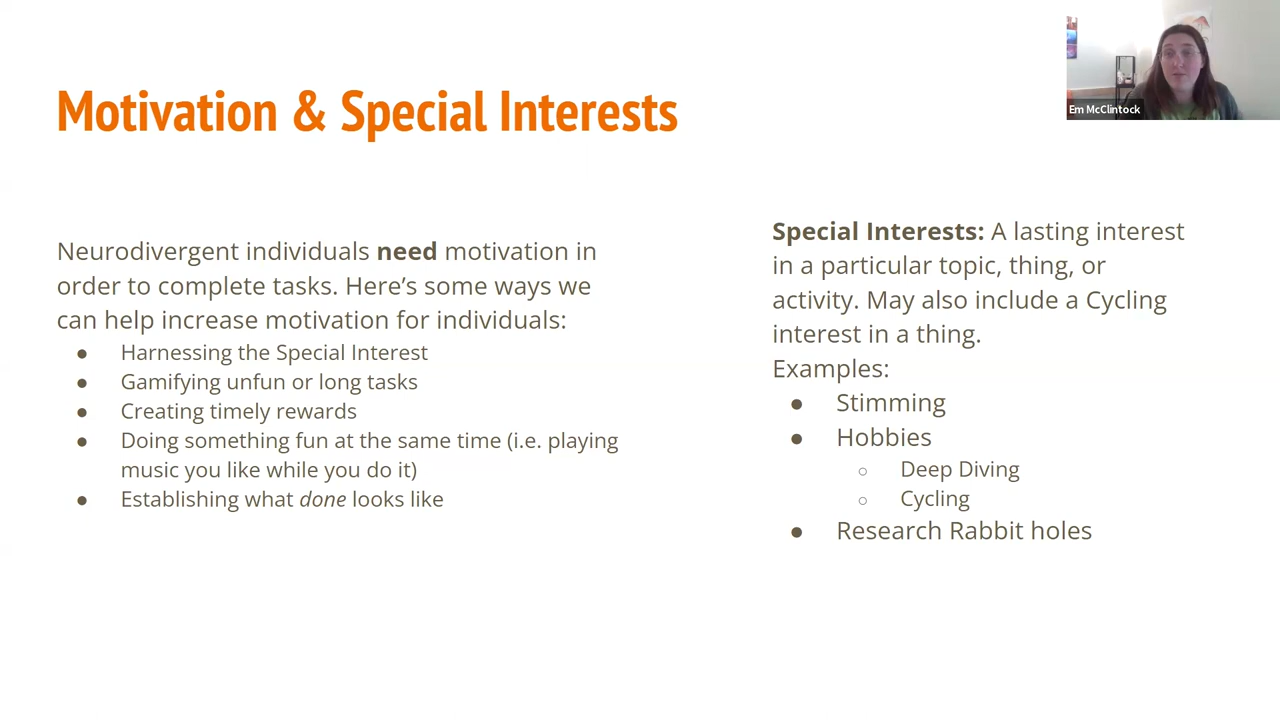 Motivation & Special Interests
Em McClintock
Neurodivergent individuals need motivation in
order to complete tasks. Here's some ways we
can help increase motivation for individuals:
● Harnessing the Special Interest
● Gamifying unfun or long tasks
● Creating timely rewards
● Doing something fun at the same time (i.e. playing
music you like while you do it)
● Establishing what done looks like
Special Interests: A lasting interest
in a particular topic, thing, or
activity. May also include a Cycling
interest in a thing.
Examples:
● Stimming
● Hobbies
○ Deep Diving
○ Cycling
● Research Rabbit holes